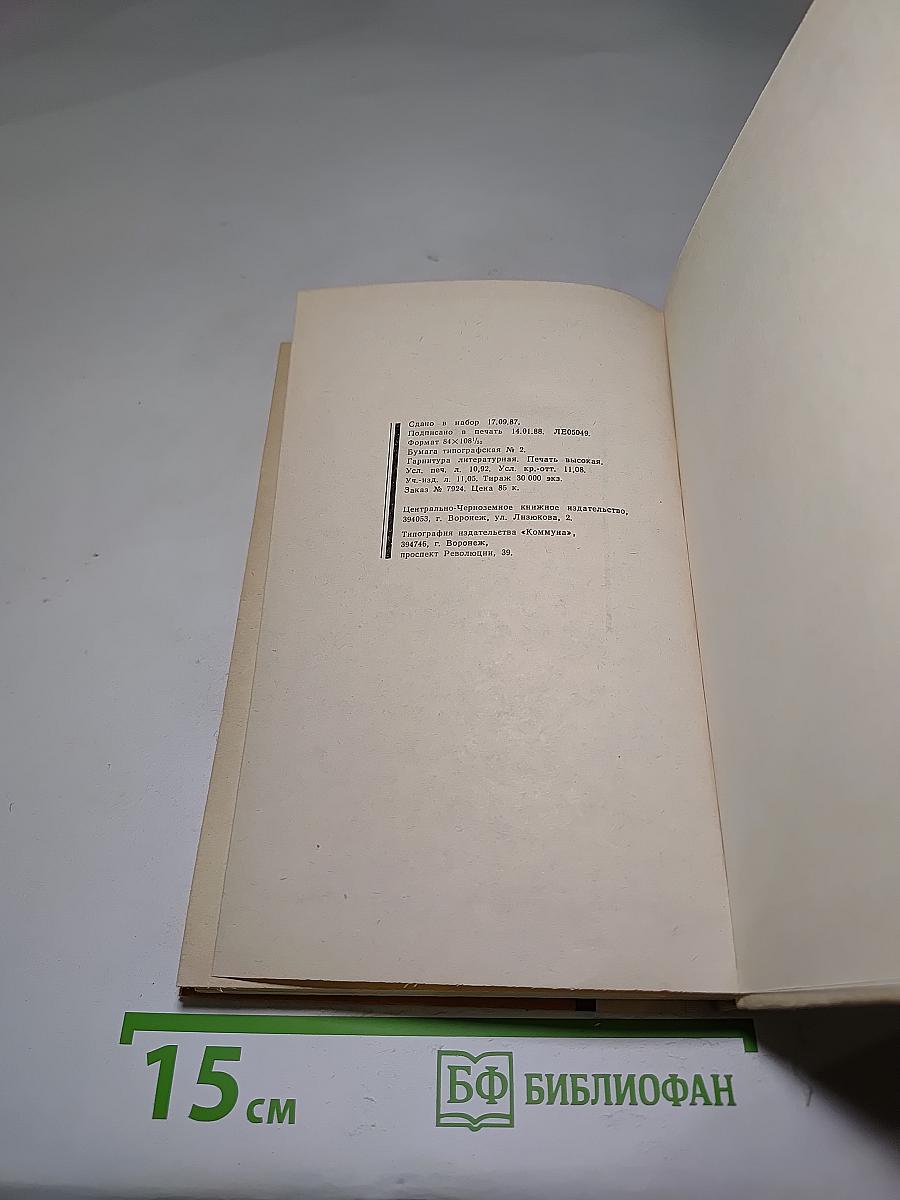 Сдано в набор 17.09.87.
Подписано в печать 14.01.88. ЛЕ05049.
Формат 84×108¹/₃₂
Бумага типографская № 2.
Гарнитура литературная. Печать высокая.
Усл. печ. л. 10,92. Усл. кр.-отт. 11,08.
Уч.-изд. л. 11,05. Тираж 30 000 экз.
Заказ № 7924. Цена 85 к.
Центрально-Черноземное книжное издательство,
394053, г. Воронеж, ул. Лизюкова, 2.
Типография издательства «Коммуна»,
394746, г. Воронеж,
проспект Революции, 39.
15 см
БФ БИБЛИОФАН